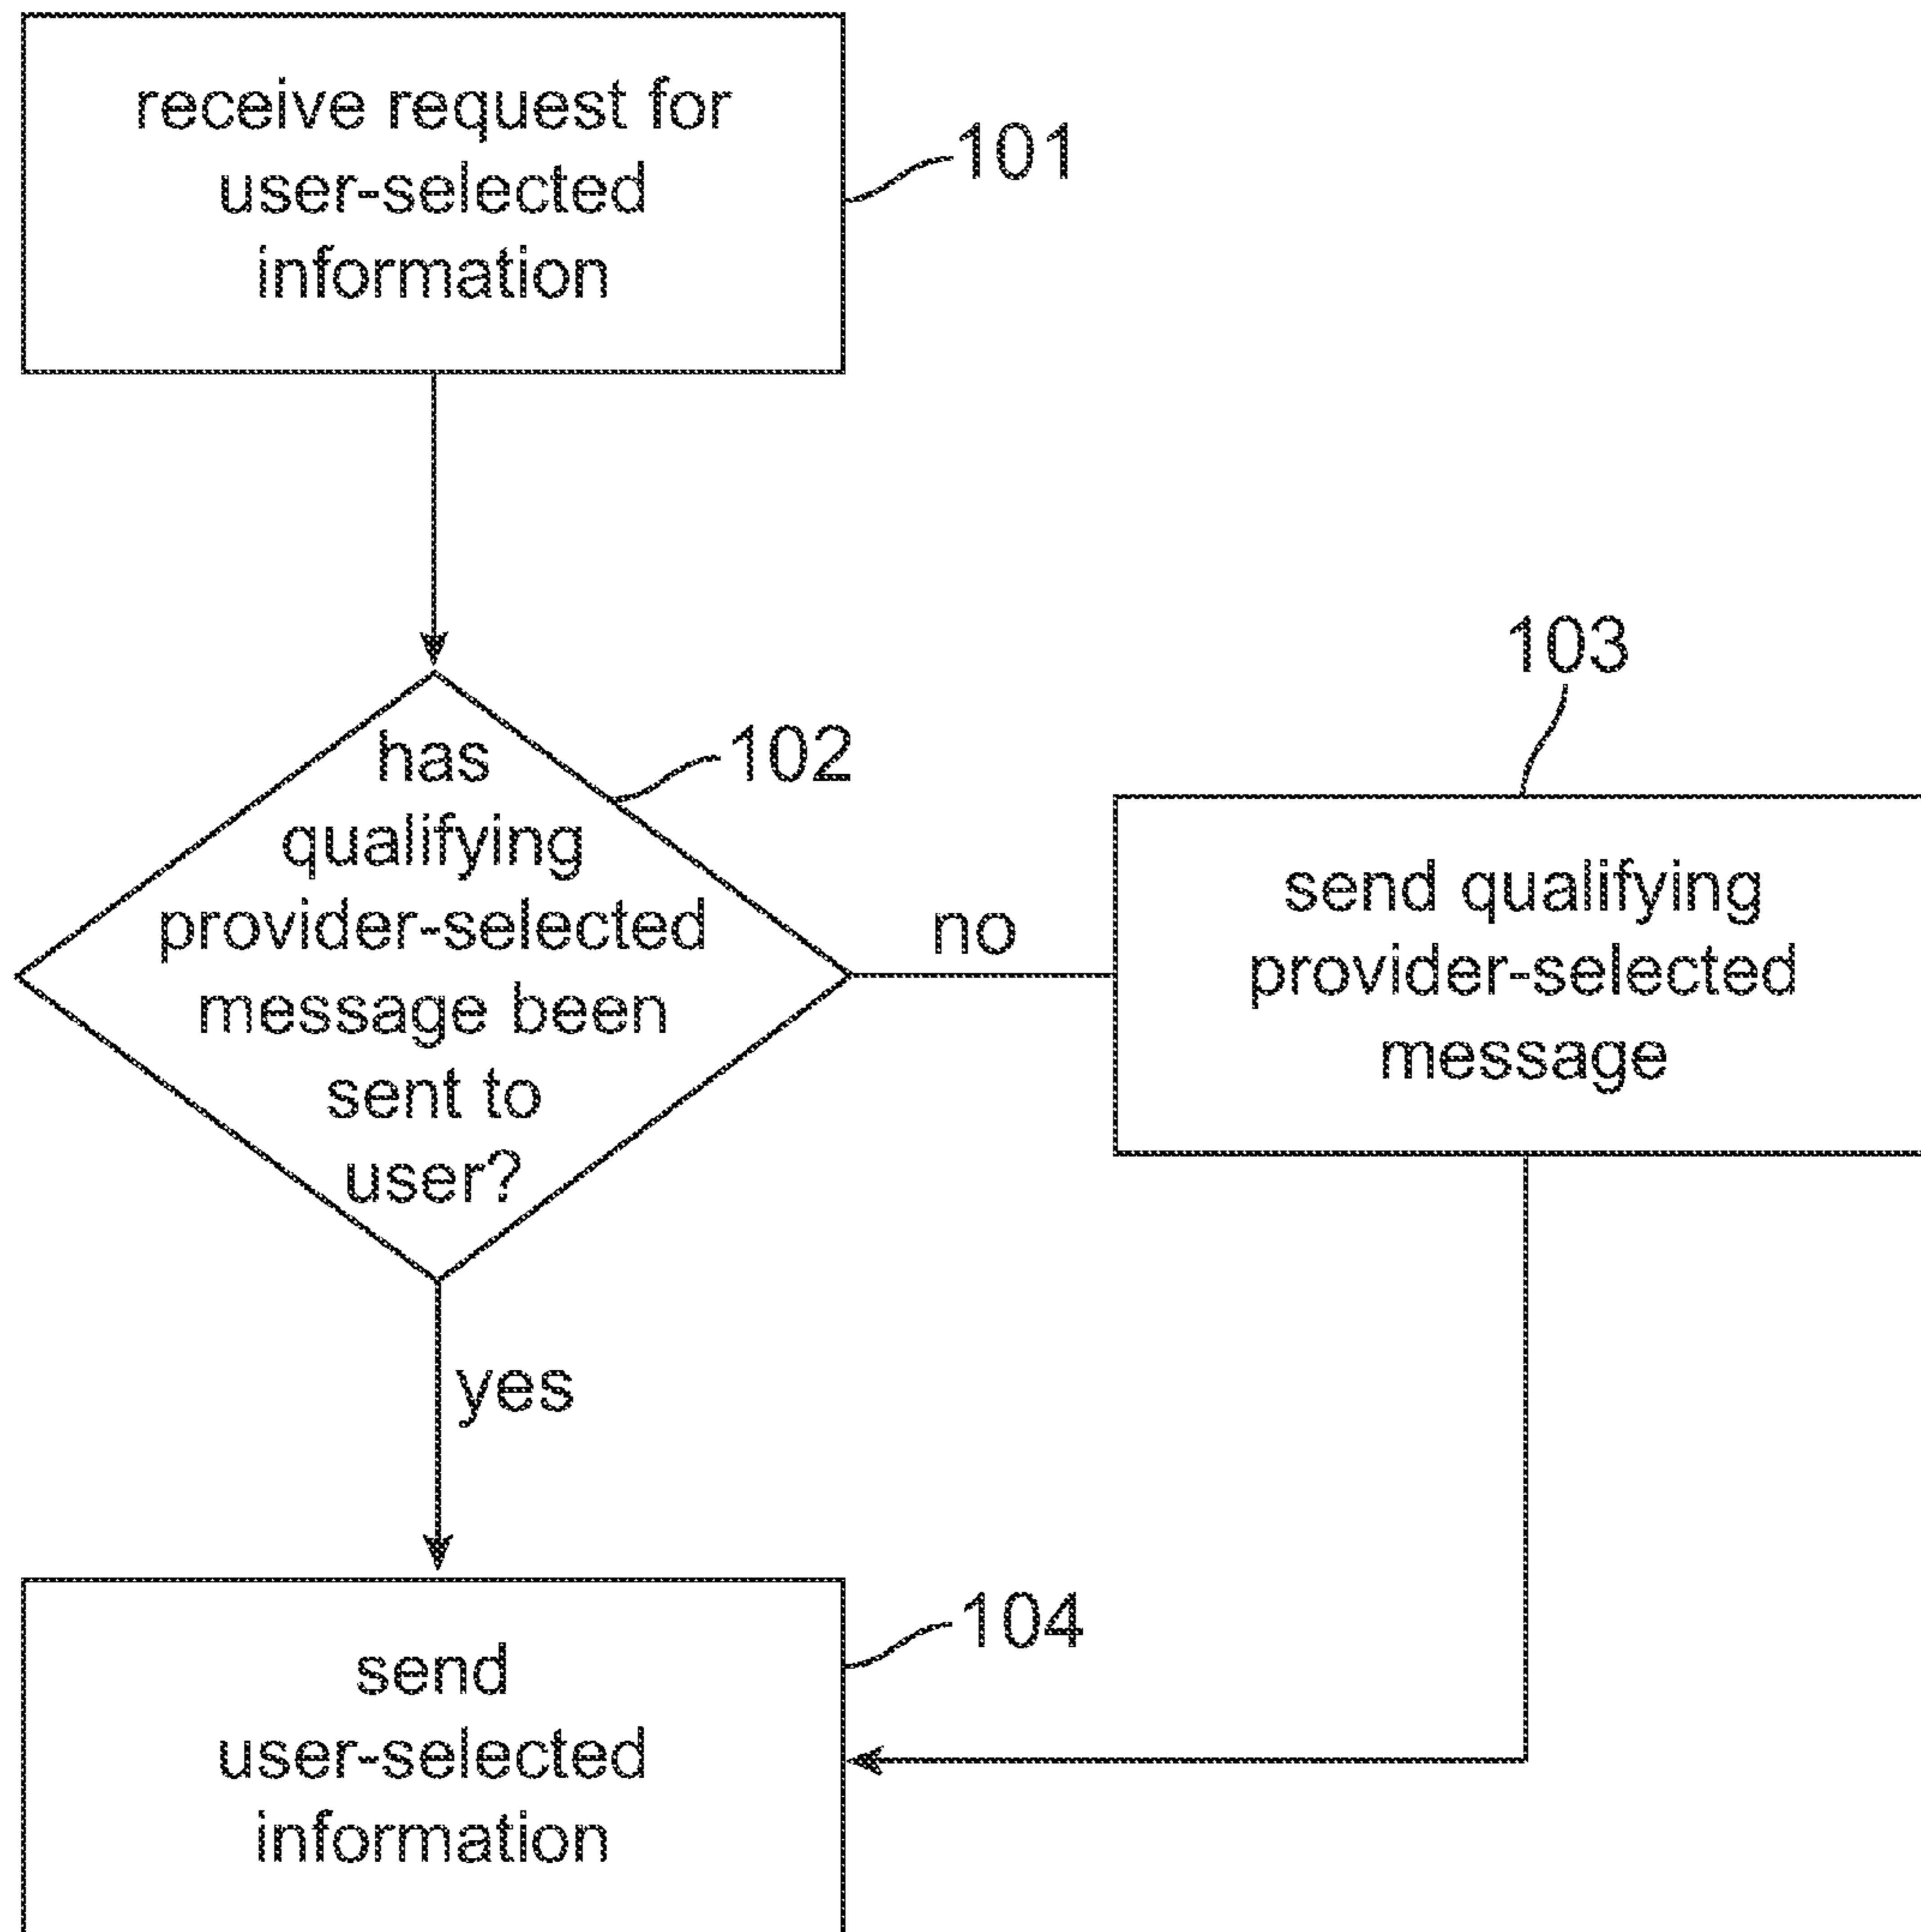 receive request for
user-selected
information
101
has
qualifying
provider-selected
message been
sent to
user?
102
no
103
send qualifying
provider-selected
message
yes
send
user-selected
information
104